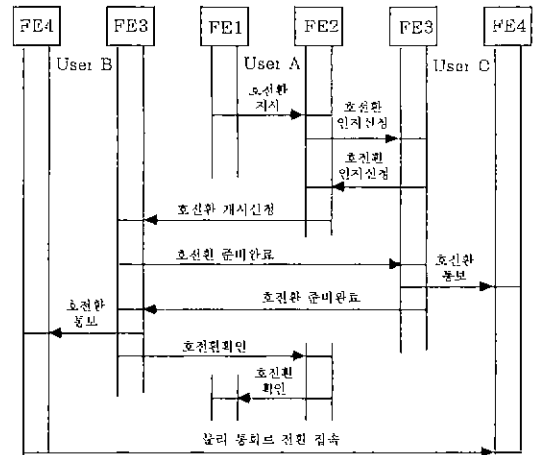 FE4 FE3 FE1 FE2 FE3 FE4
User B User A User C
호전환
지시
호전환
인지신청
호전환
인지신청
호전환 개시신청
호전환 준비완료
호전환
통보
호전환 준비완료
호전환
통보
호전환확인
호전환
확인
물리 통화로 전환 접속